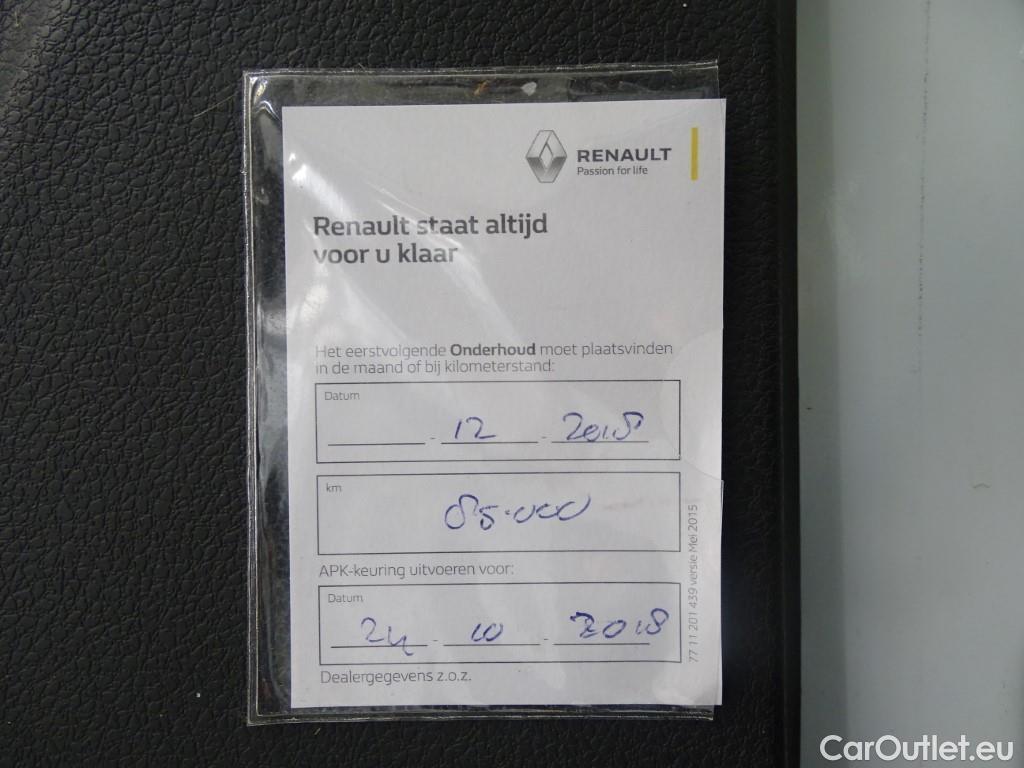 RENAULT
Passion for life
Renault staat altijd
voor u klaar
Het eerstvolgende Onderhoud moet plaatsvinden
in de maand of bij kilometerstand:
Datum
- 12 - 2018
km
85.000
APK-keuring uitvoeren voor:
Datum
24 - 10 - 2018
Dealergegevens z.o.z.
77 11 201 439 versie Mei 2015
CarOutlet.eu